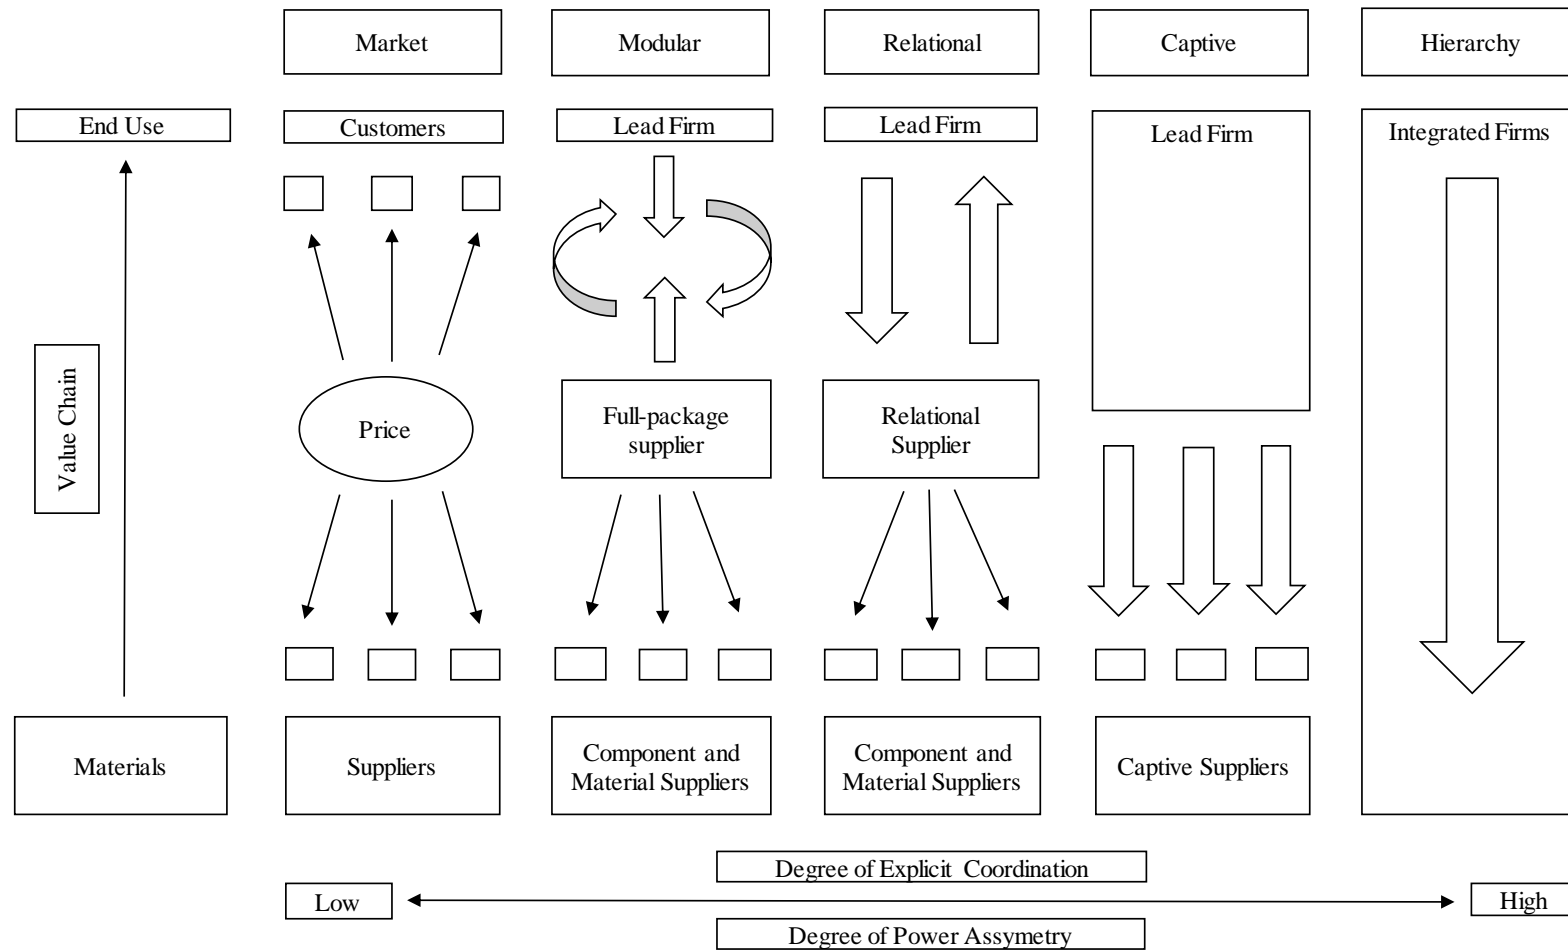 Market
Modular
Relational
Captive
Hierarchy
End Use
Customers
Lead Firm
Lead Firm
Lead Firm
Integrated Firms
Value Chain
Price
Full-package
supplier
Relational
Supplier
Materials
Suppliers
Component and
Material Suppliers
Component and
Material Suppliers
Captive Suppliers
Degree of Explicit Coordination
Low
High
Degree of Power Assymetry